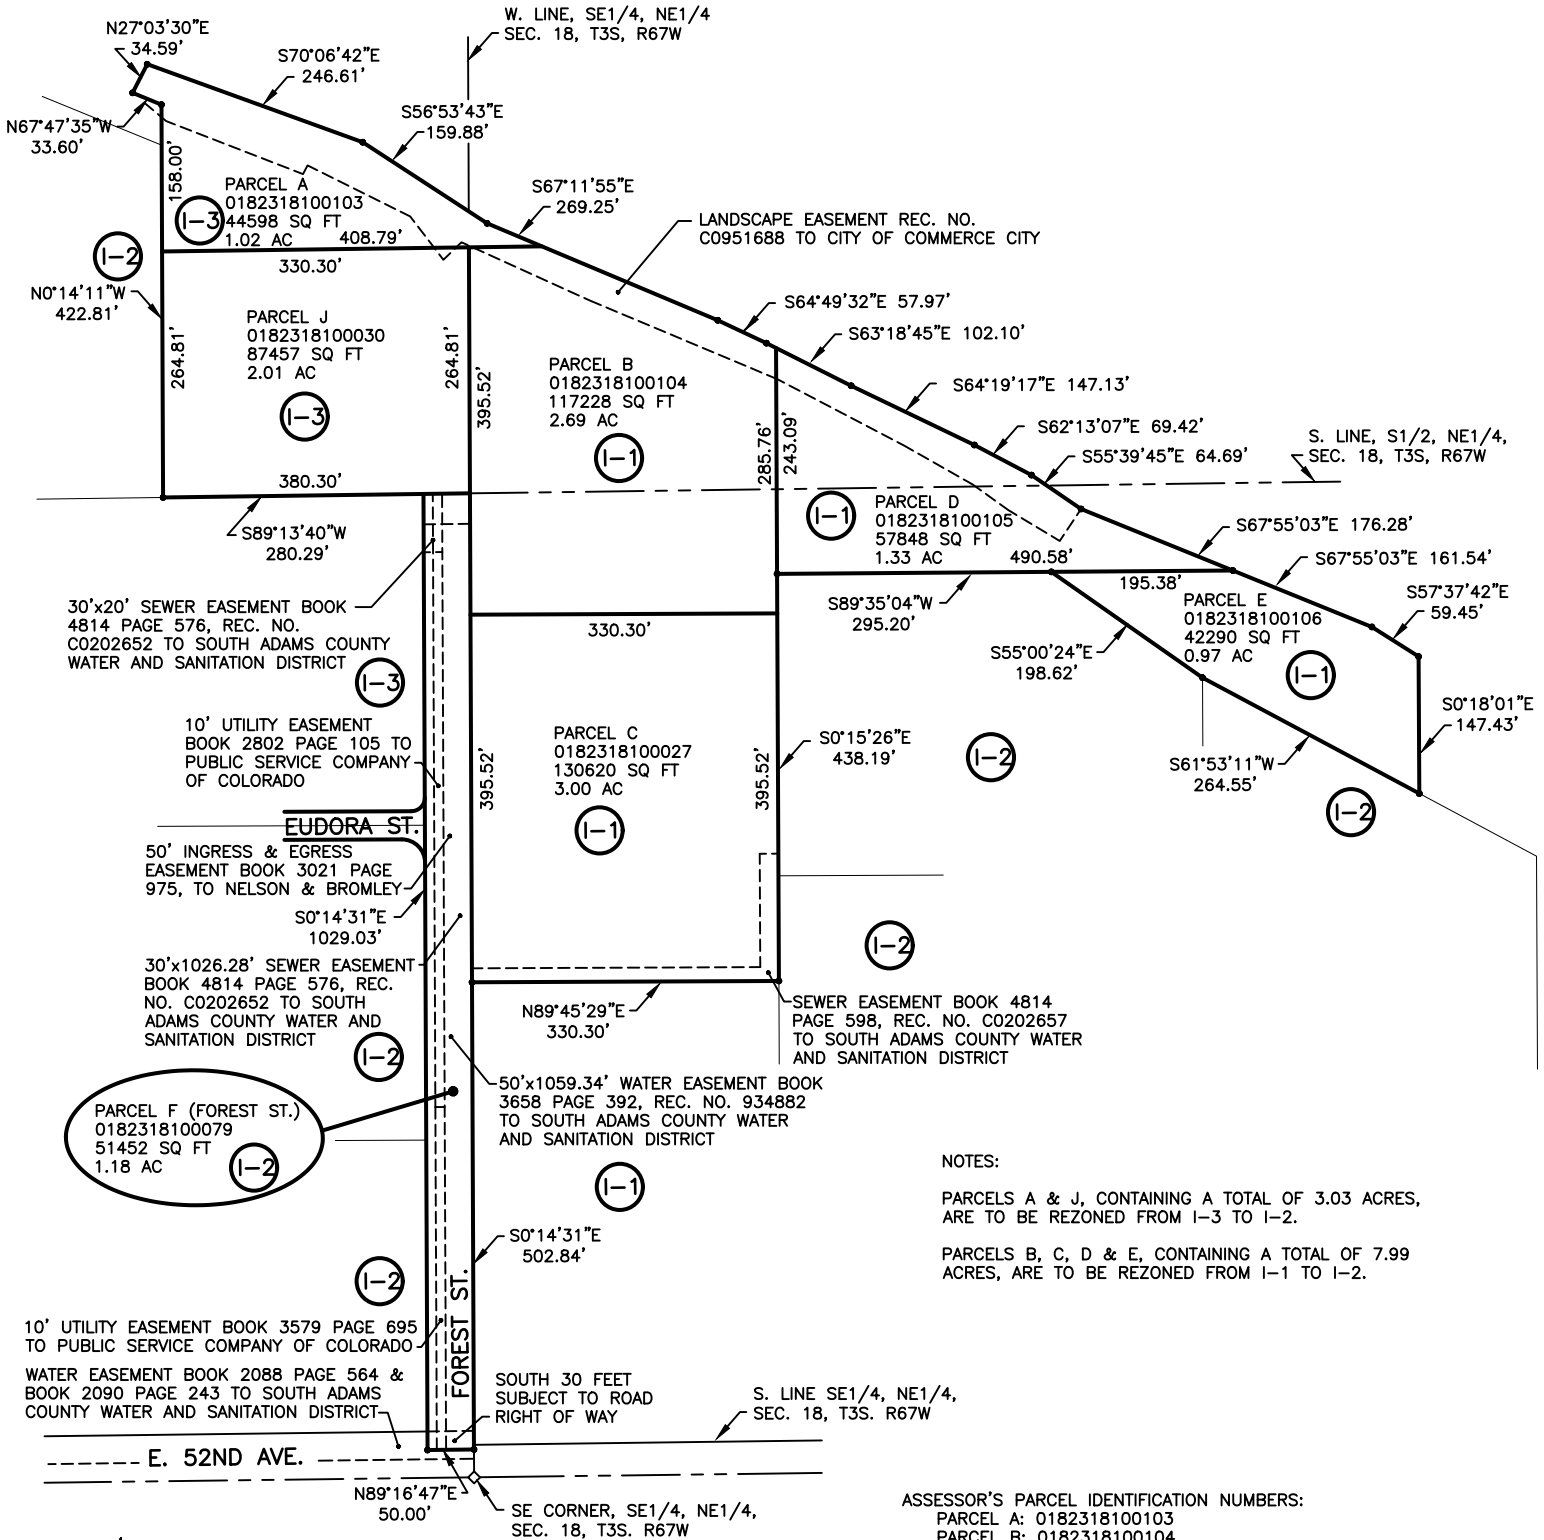 W. LINE, SE1/4, NE1/4
SEC. 18, T3S, R67W
N27°03'30"E
34.59'
S70°06'42"E
246.61'
S56°53'43"E
159.88'
N67°47'35"W
33.60'
158.00'
PARCEL A
0182318100103
44598 SQ FT
1.02 AC
I-3
408.79'
S67°11'55"E
269.25'
LANDSCAPE EASEMENT REC. NO.
C0951688 TO CITY OF COMMERCE CITY
I-2
330.30'
N0°14'11"W
422.81'
264.81'
PARCEL J
0182318100030
87457 SQ FT
2.01 AC
I-3
264.81'
395.52'
380.30'
S64°49'32"E 57.97'
S63°18'45"E 102.10'
PARCEL B
0182318100104
117228 SQ FT
2.69 AC
I-1
S64°19'17"E 147.13'
S62°13'07"E 69.42'
S55°39'45"E 64.69'
S. LINE, S1/2, NE1/4,
SEC. 18, T3S, R67W
285.76'
243.09'
I-1
PARCEL D
0182318100105
57848 SQ FT
1.33 AC
490.58'
S67°55'03"E 176.28'
S67°55'03"E 161.54'
S89°13'40"W
280.29'
195.38'
S57°37'42"E
59.45'
30'x20' SEWER EASEMENT BOOK
4814 PAGE 576, REC. NO.
C0202652 TO SOUTH ADAMS COUNTY
WATER AND SANITATION DISTRICT
I-3
330.30'
S89°35'04"W
295.20'
S55°00'24"E
198.62'
PARCEL E
0182318100106
42290 SQ FT
0.97 AC
I-1
S0°18'01"E
147.43'
10' UTILITY EASEMENT
BOOK 2802 PAGE 105 TO
PUBLIC SERVICE COMPANY
OF COLORADO
395.52'
PARCEL C
0182318100027
130620 SQ FT
3.00 AC
I-1
395.52'
S0°15'26"E
438.19'
I-2
S61°53'11"W
264.55'
I-2
EUDORA ST.
50' INGRESS & EGRESS
EASEMENT BOOK 3021 PAGE
975, TO NELSON & BROMLEY
S0°14'31"E
1029.03'
I-2
30'x1026.28' SEWER EASEMENT
BOOK 4814 PAGE 576, REC.
NO. C0202652 TO SOUTH
ADAMS COUNTY WATER AND
SANITATION DISTRICT
I-2
N89°45'29"E
330.30'
SEWER EASEMENT BOOK 4814
PAGE 598, REC. NO. C0202657
TO SOUTH ADAMS COUNTY WATER
AND SANITATION DISTRICT
50'x1059.34' WATER EASEMENT BOOK
3658 PAGE 392, REC. NO. 934882
TO SOUTH ADAMS COUNTY WATER
AND SANITATION DISTRICT
PARCEL F (FOREST ST.)
0182318100079
51452 SQ FT
1.18 AC
I-2
I-1
NOTES:
PARCELS A & J, CONTAINING A TOTAL OF 3.03 ACRES,
ARE TO BE REZONED FROM I-3 TO I-2.
PARCELS B, C, D & E, CONTAINING A TOTAL OF 7.99
ACRES, ARE TO BE REZONED FROM I-1 TO I-2.
S0°14'31"E
502.84'
I-2
FOREST ST.
10' UTILITY EASEMENT BOOK 3579 PAGE 695
TO PUBLIC SERVICE COMPANY OF COLORADO
WATER EASEMENT BOOK 2088 PAGE 564 &
BOOK 2090 PAGE 243 TO SOUTH ADAMS
COUNTY WATER AND SANITATION DISTRICT
SOUTH 30 FEET
SUBJECT TO ROAD
RIGHT OF WAY
S. LINE SE1/4, NE1/4,
SEC. 18, T3S. R67W
E. 52ND AVE.
N89°16'47"E
50.00'
SE CORNER, SE1/4, NE1/4,
SEC. 18, T3S. R67W
ASSESSOR'S PARCEL IDENTIFICATION NUMBERS:
PARCEL A: 0182318100103
PARCEL B: 0182318100104